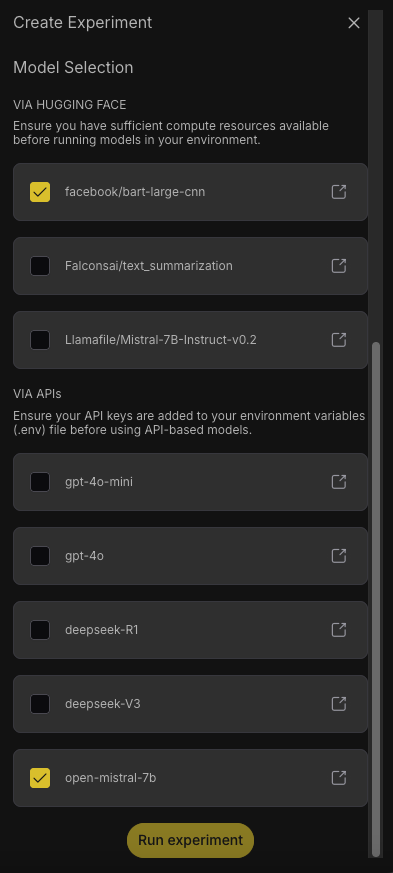 Create Experiment
Model Selection
VIA HUGGING FACE
Ensure you have sufficient compute resources available
before running models in your environment.
facebook/bart-large-cnn
Falconsai/text_summarization
Llamafile/Mistral-7B-Instruct-v0.2
VIA APIs
Ensure your API keys are added to your environment variables
(.env) file before using API-based models.
gpt-4o-mini
gpt-4o
deepseek-R1
deepseek-V3
open-mistral-7b
Run experiment